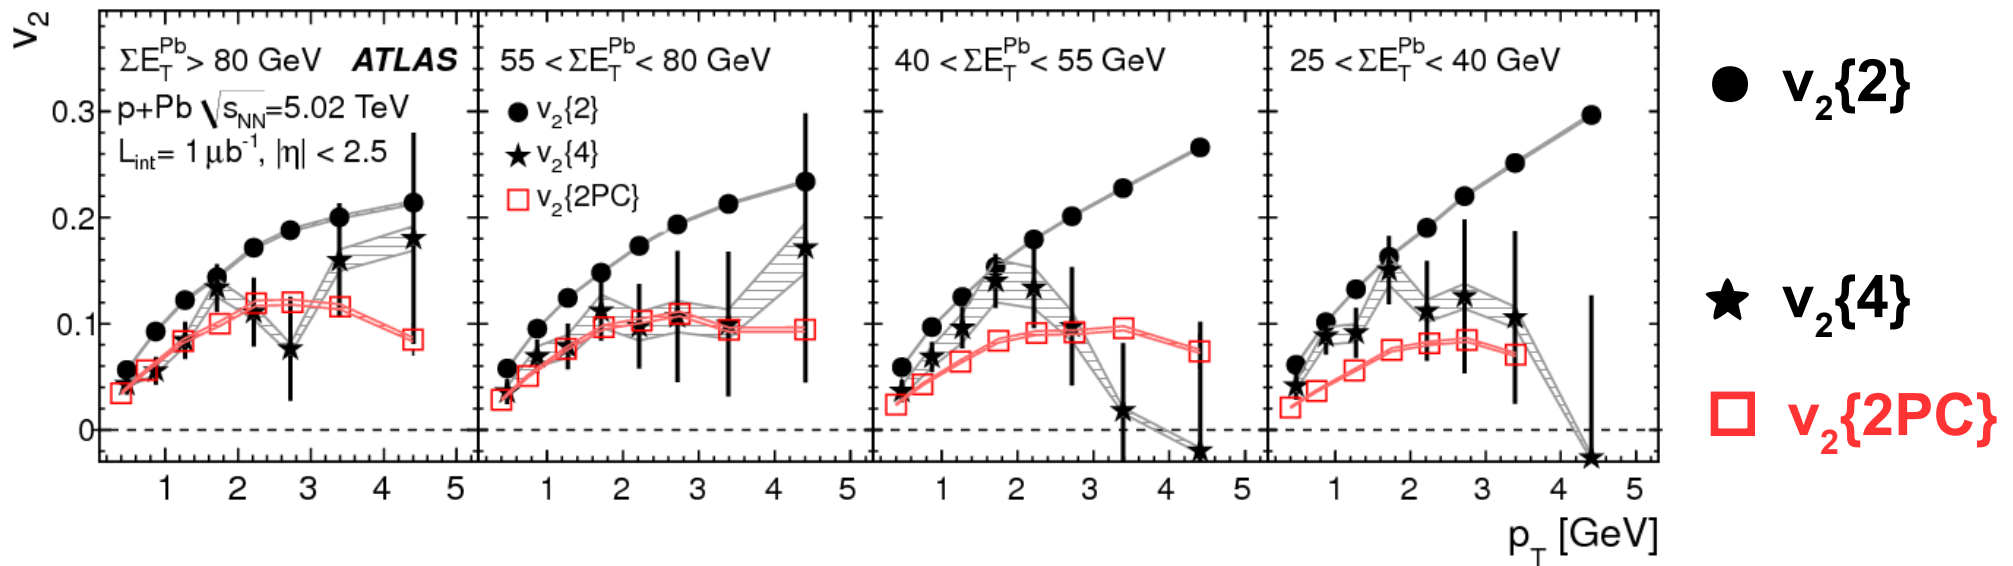 v₂
ΣE_T^Pb > 80 GeV ATLAS
p+Pb √s_NN=5.02 TeV
L_int= 1 μb⁻¹, |η| < 2.5
55 < ΣE_T^Pb < 80 GeV
v₂{2}
v₂{4}
v₂{2PC}
40 < ΣE_T^Pb < 55 GeV
25 < ΣE_T^Pb < 40 GeV
0.3
0.2
0.1
0
1 2 3 4 5 1 2 3 4 5 1 2 3 4 5 1 2 3 4 5
p_T [GeV]
v₂{2}
v₂{4}
v₂{2PC}